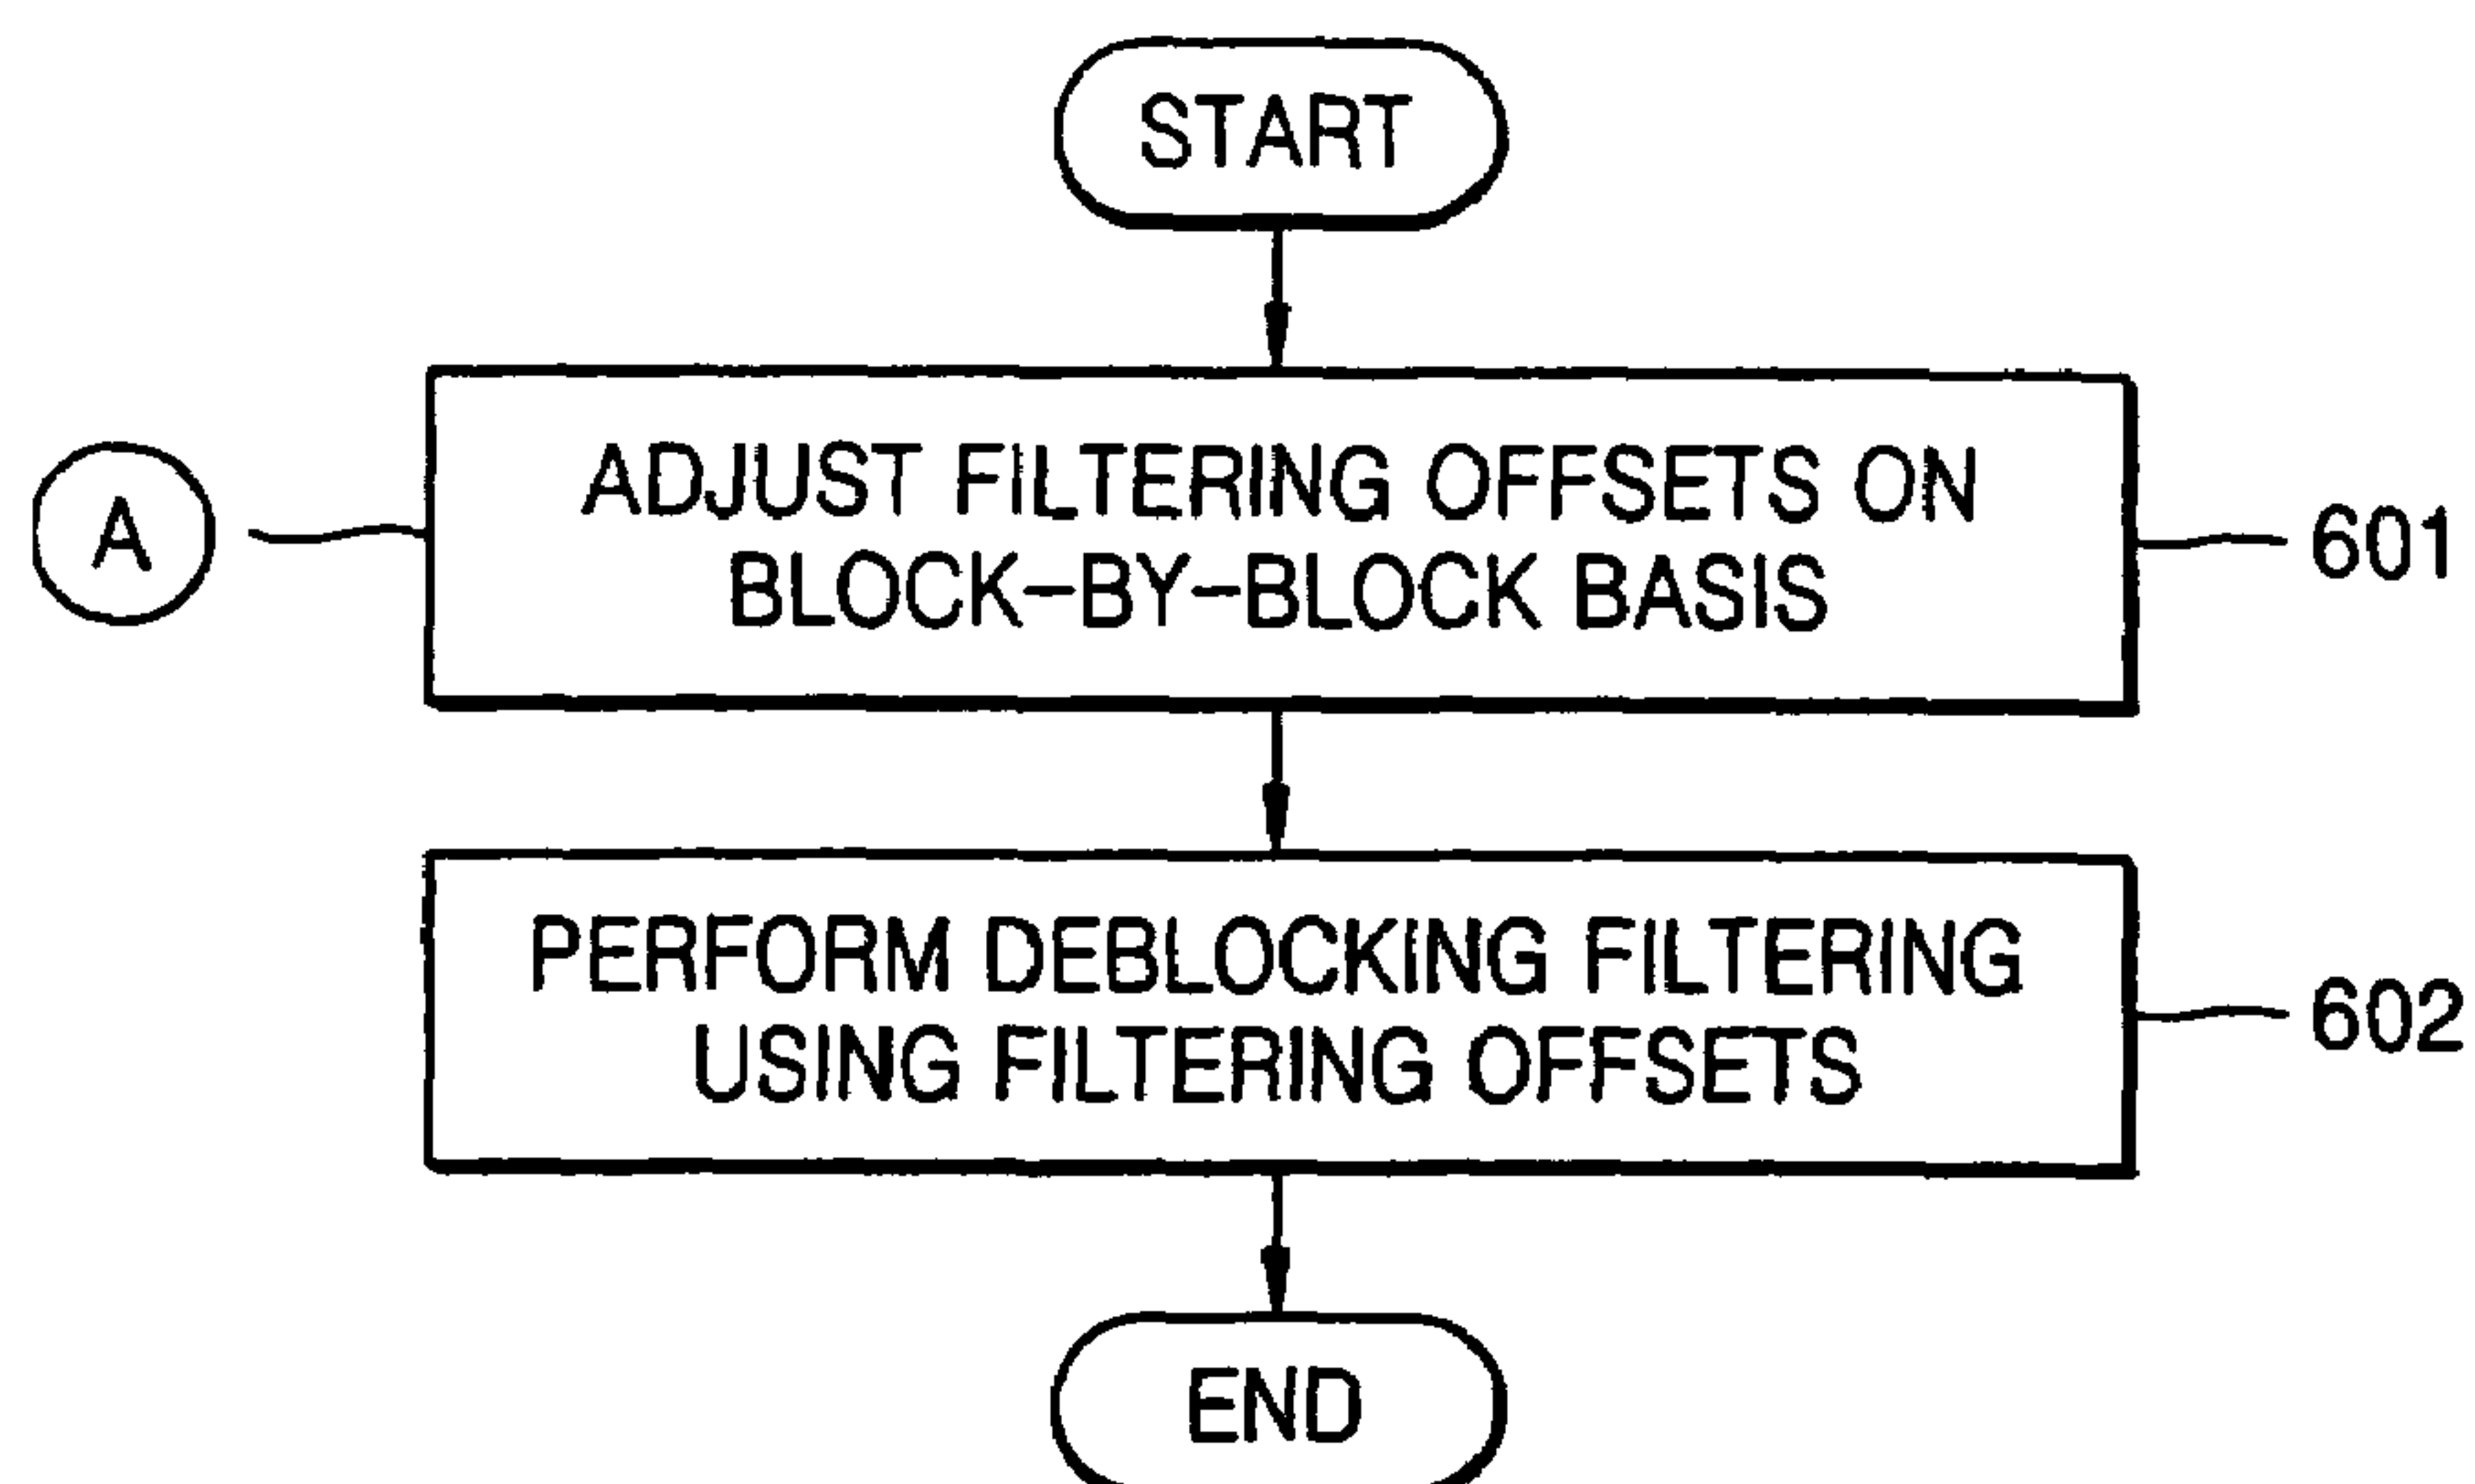 START
A
ADJUST FILTERING OFFSETS ON
BLOCK-BY-BLOCK BASIS
601
PERFORM DEBLOCKING FILTERING
USING FILTERING OFFSETS
602
END